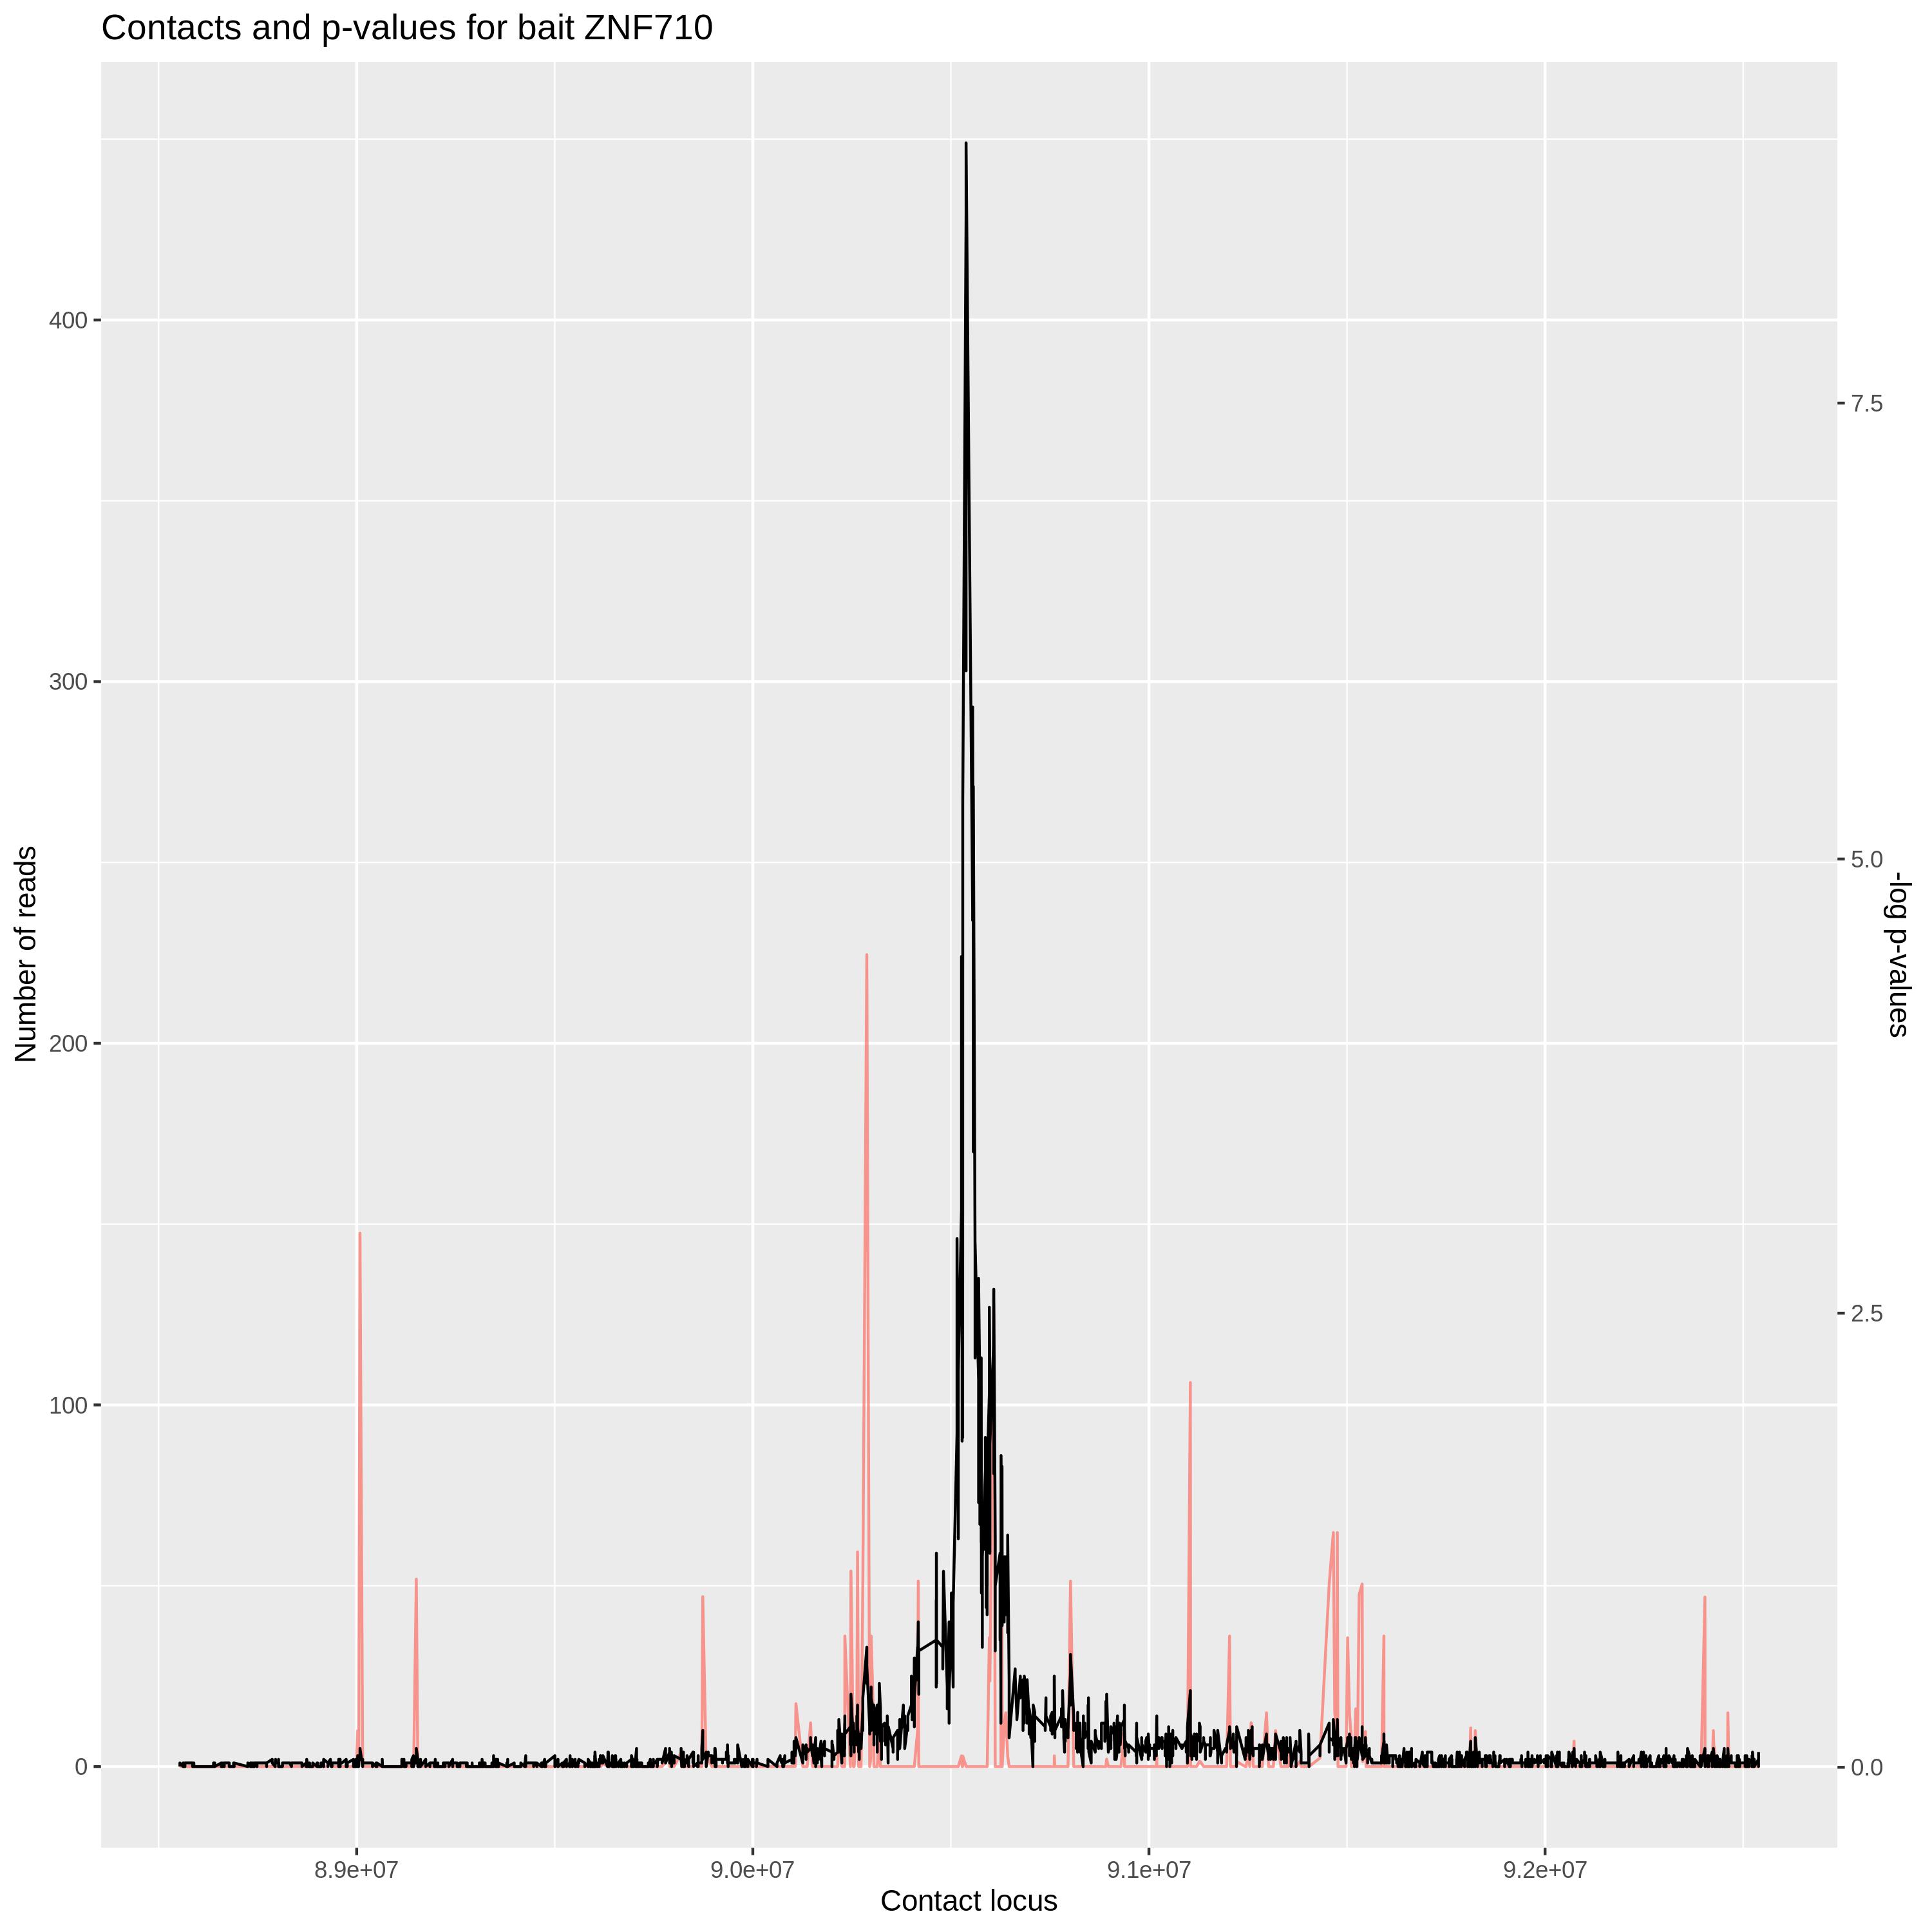 Contacts and p-values for bait ZNF710
Number of reads
400
300
200
100
0
7.5
5.0
2.5
0.0
-log p-values
8.9e+07
9.0e+07
9.1e+07
9.2e+07
Contact locus